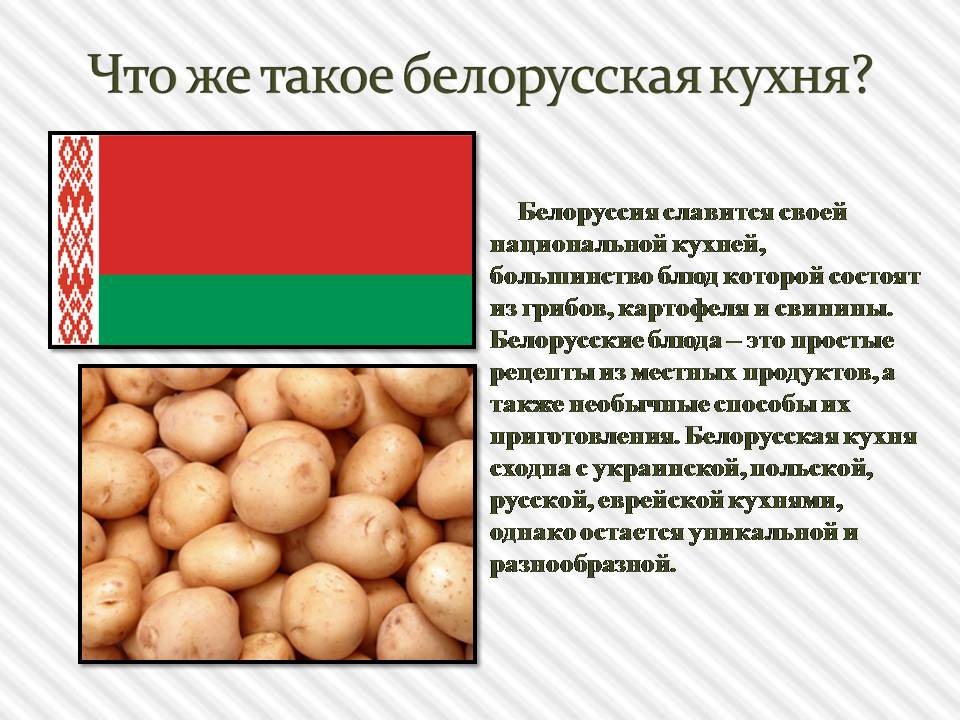 Что же такое белорусская кухня?
Белоруссия славится своей
национальной кухней,
большинство блюд которой состоят
из грибов, картофеля и свинины.
Белорусские блюда – это простые
рецепты из местных продуктов, а
также необычные способы их
приготовления. Белорусская кухня
сходна с украинской, польской,
русской, еврейской кухнями,
однако остается уникальной и
разнообразной.